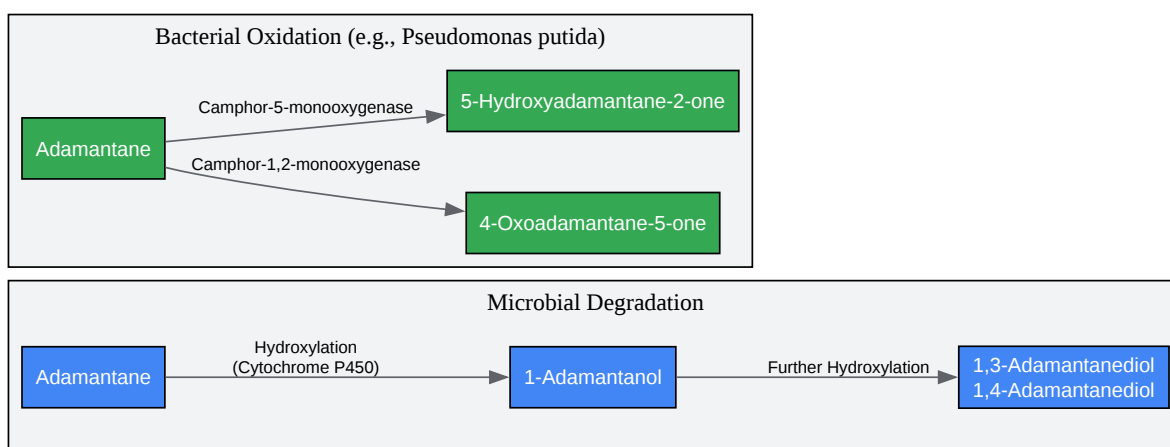 Bacterial Oxidation (e.g., Pseudomonas putida)
Adamantane
Camphor-5-monooxygenase
5-Hydroxyadamantane-2-one
Camphor-1,2-monooxygenase
4-Oxoadamantane-5-one
Microbial Degradation
Adamantane
Hydroxylation
(Cytochrome P450)
1-Adamantanol
Further Hydroxylation
1,3-Adamantanediol
1,4-Adamantanediol